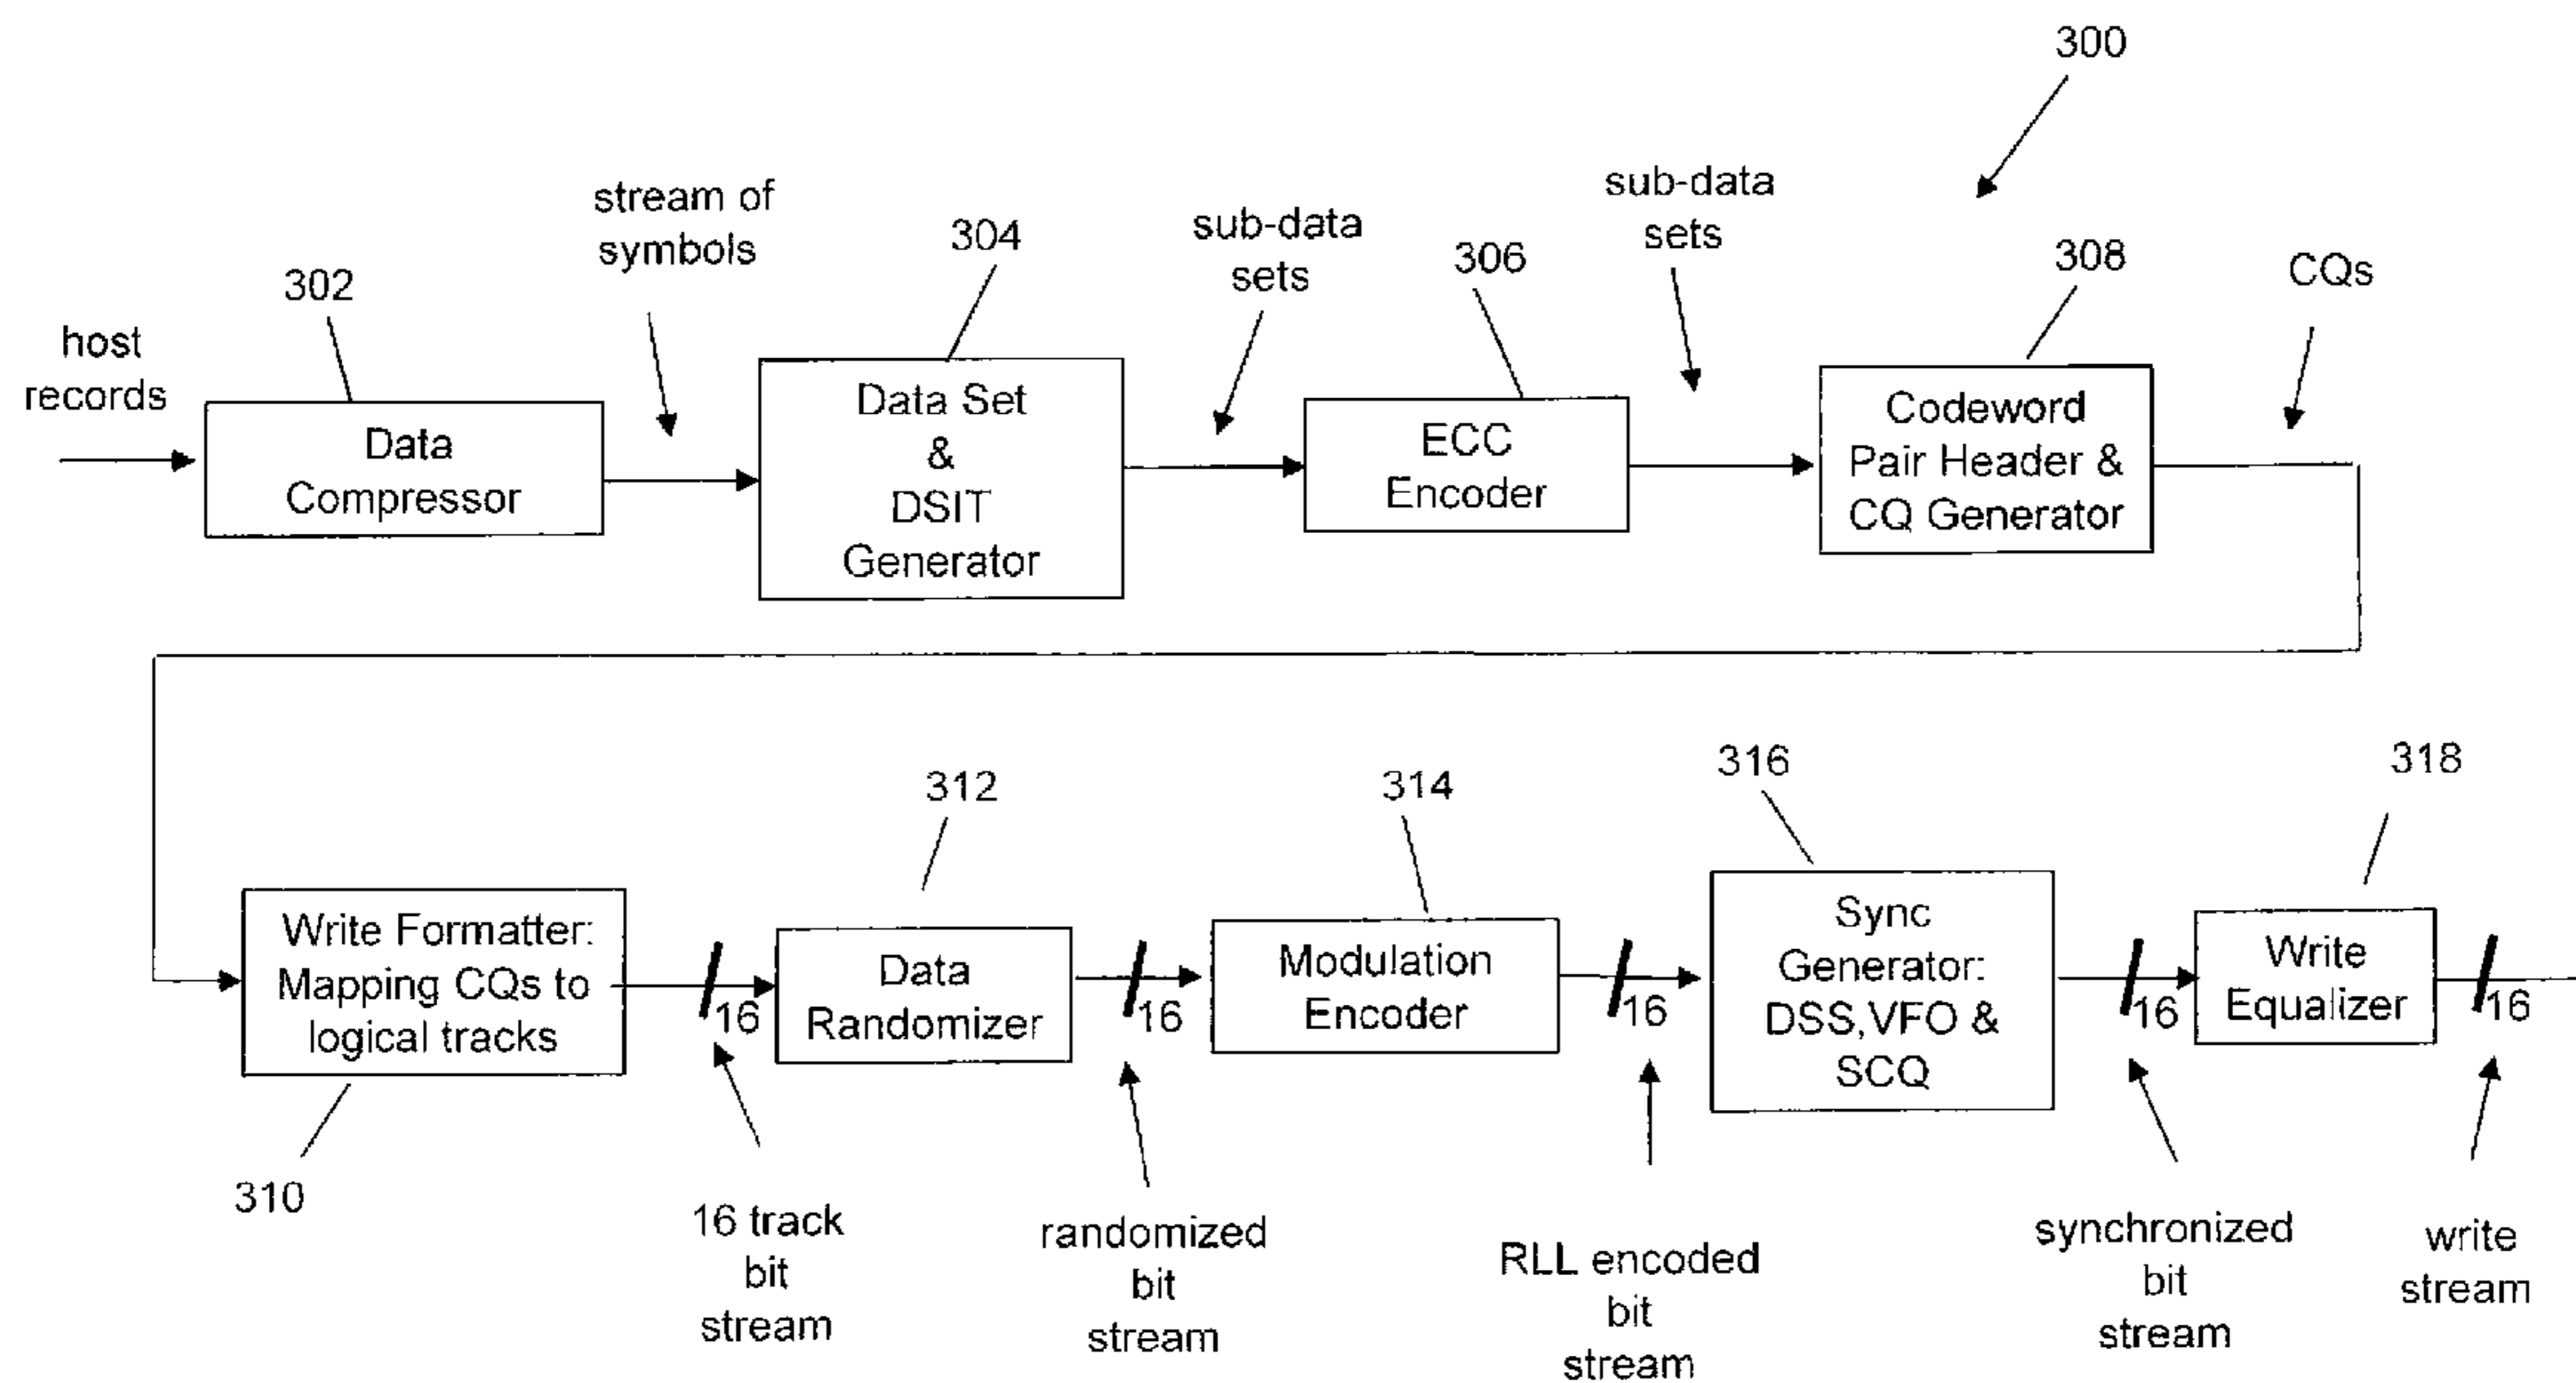 300
stream of
symbols
304
sub-data
sets
306
sub-data
sets
308
CQs
302
host
records
Data
Compressor
Data Set
&
DSIT
Generator
ECC
Encoder
Codeword
Pair Header &
CQ Generator
312
314
316
318
Write Formatter:
Mapping CQs to
logical tracks
16
Data
Randomizer
16
Modulation
Encoder
16
Sync
Generator:
DSS,VFO &
SCQ
16
Write
Equalizer
16
310
16 track
bit
stream
randomized
bit
stream
RLL encoded
bit
stream
synchronized
bit
stream
write
stream